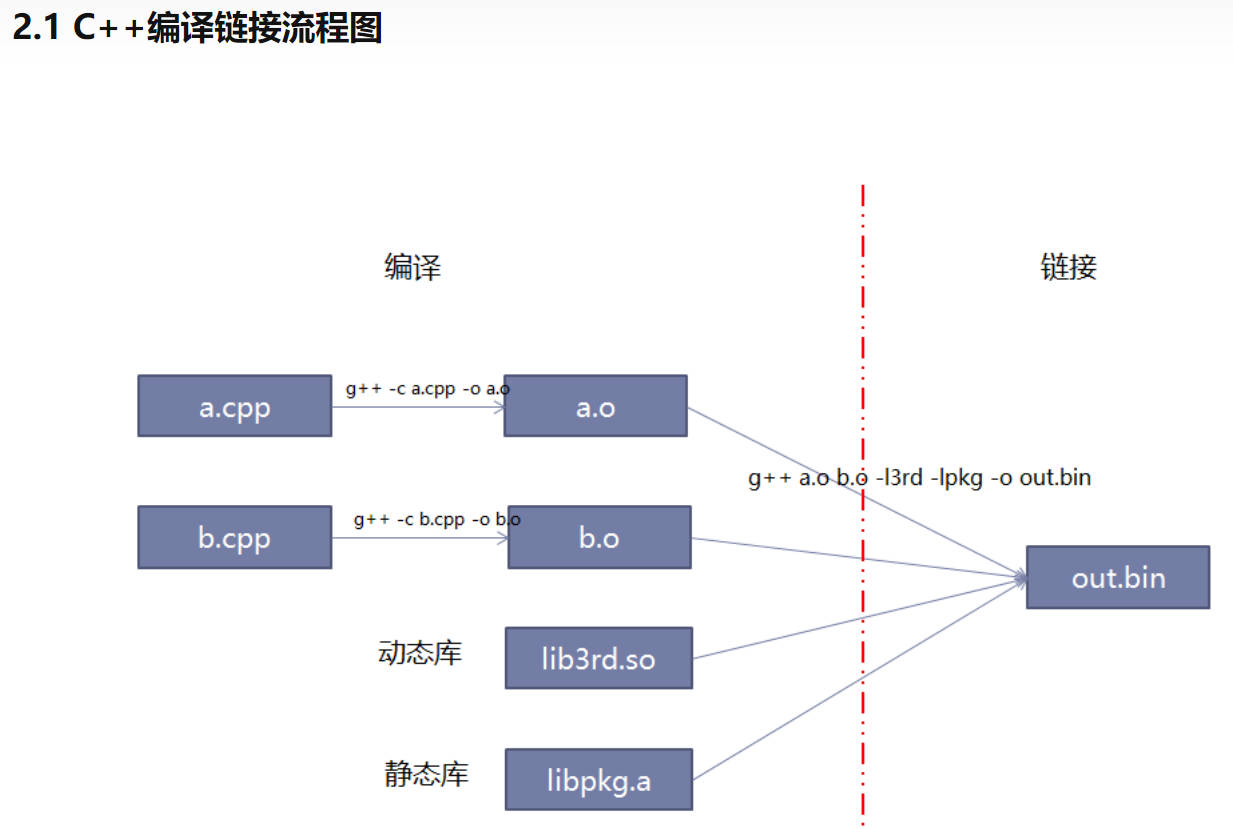 2.1 C++编译链接流程图
编译
链接
g++ -c a.cpp -o a.o
a.cpp
a.o
g++ a.o b.o -l3rd -lpkg -o out.bin
g++ -c b.cpp -o b.o
b.cpp
b.o
out.bin
动态库
lib3rd.so
静态库
libpkg.a